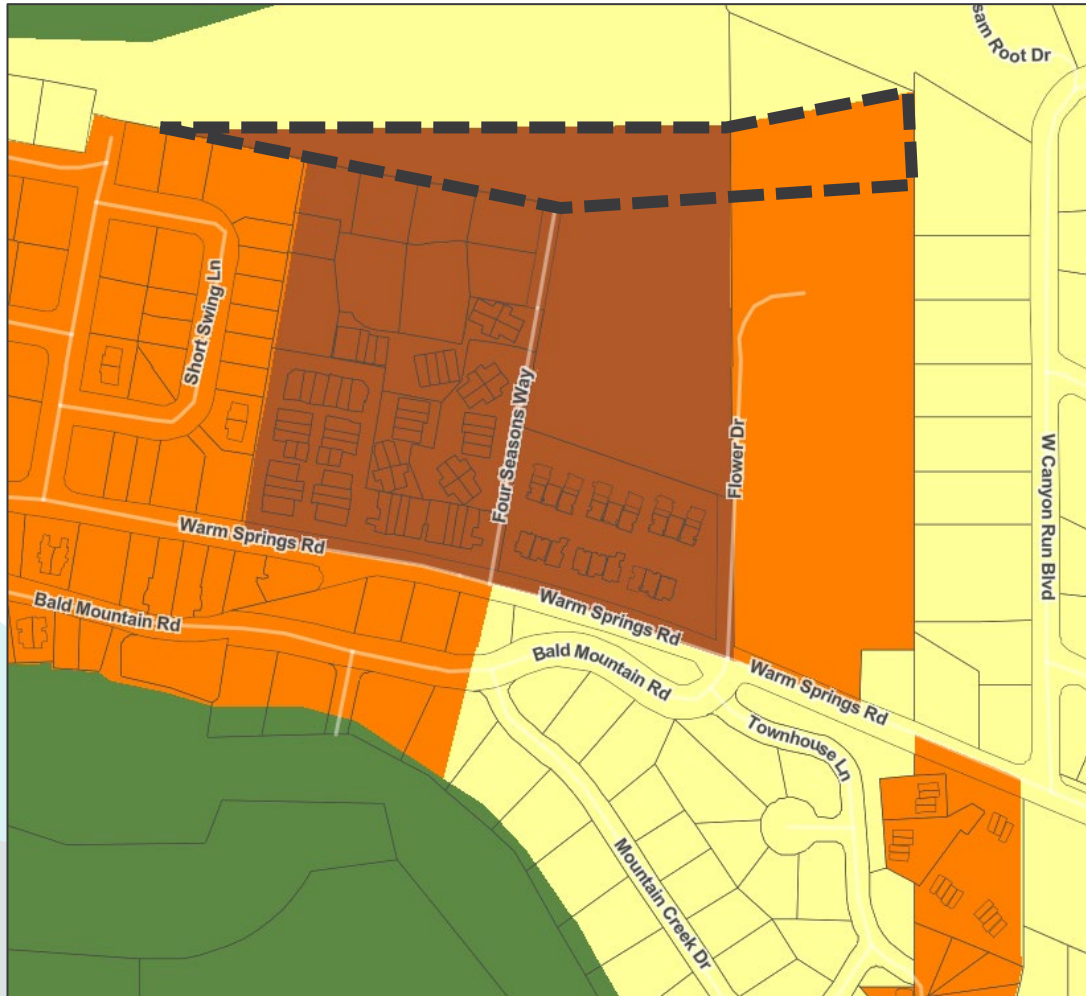 sam Root Dr
Short Swing Ln
Four Seasons Way
Flower Dr
W Canyon Run Blvd
Warm Springs Rd
Bald Mountain Rd
Warm Springs Rd
Bald Mountain Rd
Warm Springs Rd
Townhouse Ln
Mountain Creek Dr